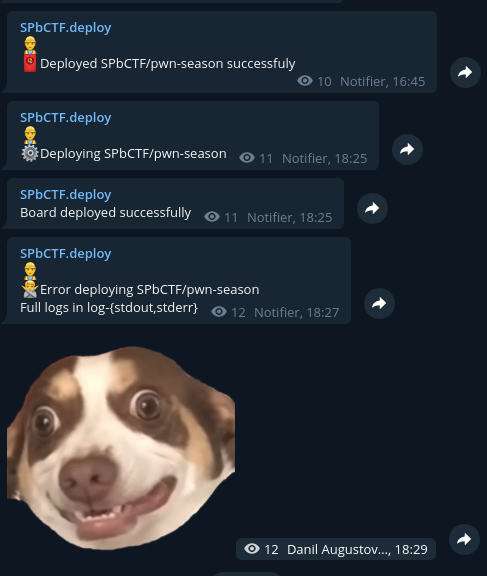 SPbCTF.deploy
👷
🧧Deployed SPbCTF/pwn-season successfuly
10 Notifier, 16:45
SPbCTF.deploy
👷
⚙️Deploying SPbCTF/pwn-season 11 Notifier, 18:25
SPbCTF.deploy
Board deployed successfully 11 Notifier, 18:25
SPbCTF.deploy
👷
🙅Error deploying SPbCTF/pwn-season
Full logs in log-{stdout,stderr} 12 Notifier, 18:27
12 Danil Augustov..., 18:29